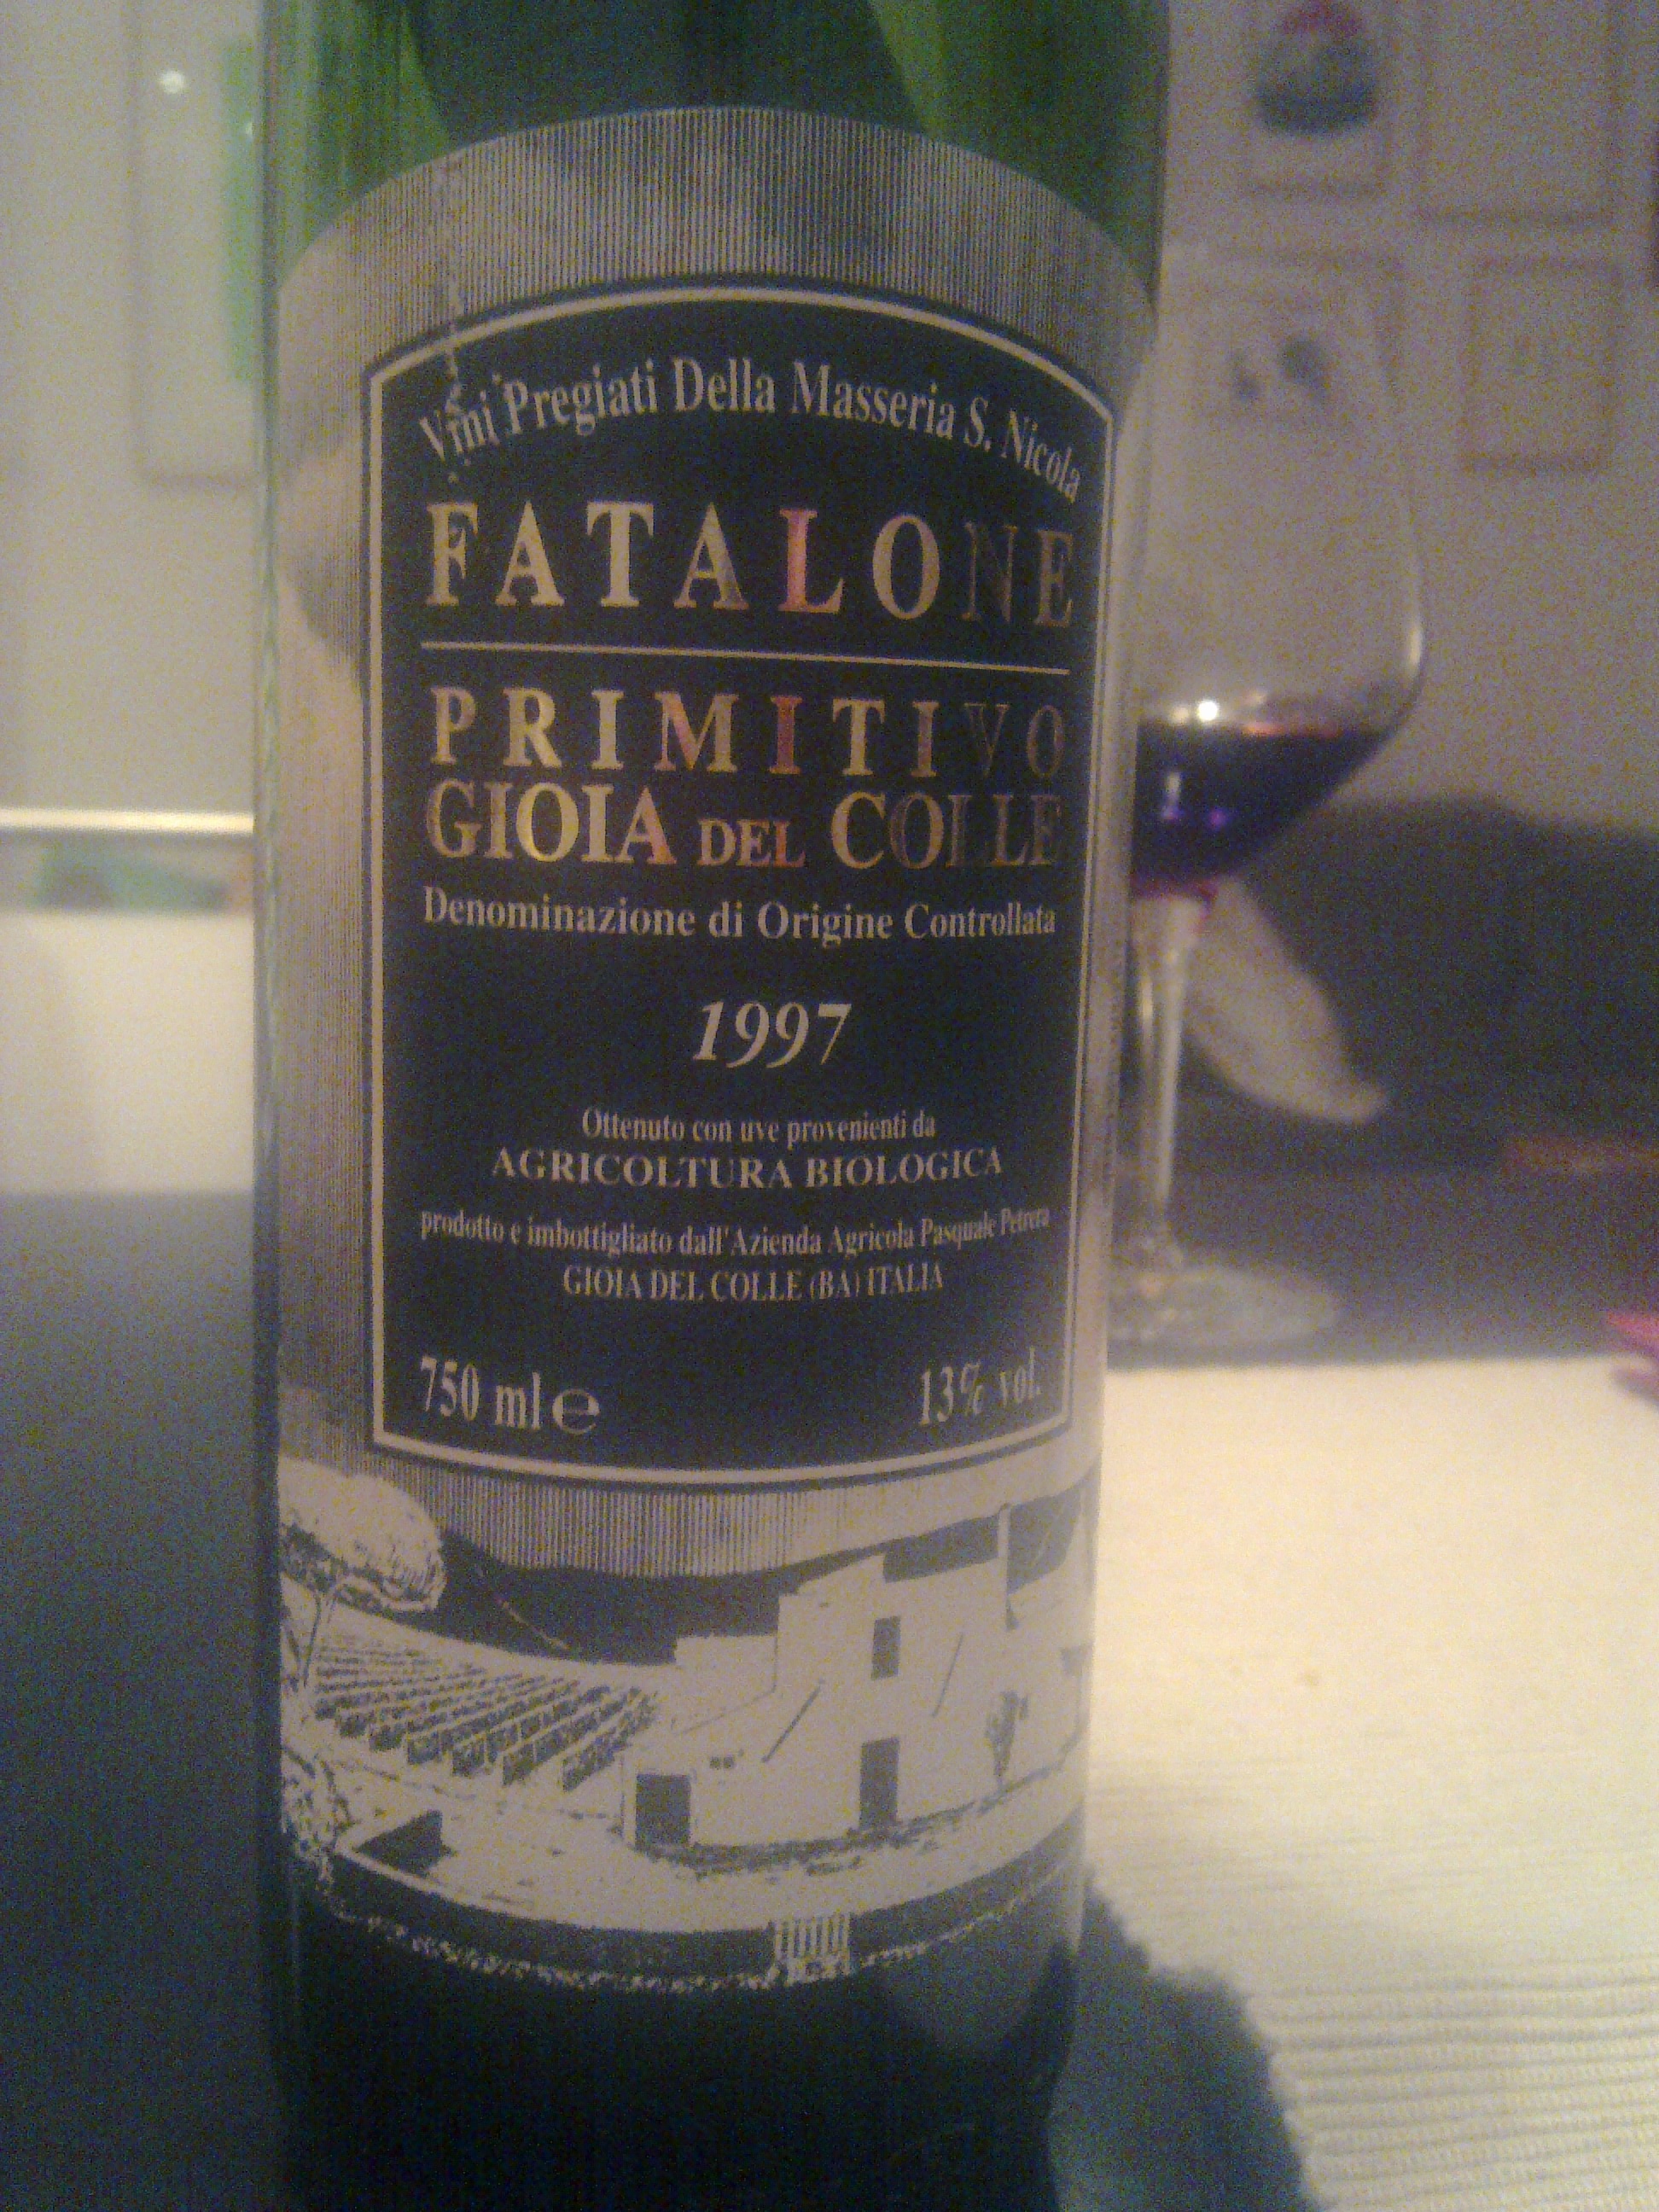 Vini Pregiati Della Masseria S. Nicola
FATALONE
PRIMITIVO
GIOIA DEL COLLE
Denominazione di Origine Controllata
1997
Ottenuto con uve provenienti da
AGRICOLTURA BIOLOGICA
prodotto e imbottigliato dall'Azienda Agricola Pasquale Petrera
GIOIA DEL COLLE (BA) ITALIA
750 ml ℮ 13% vol.